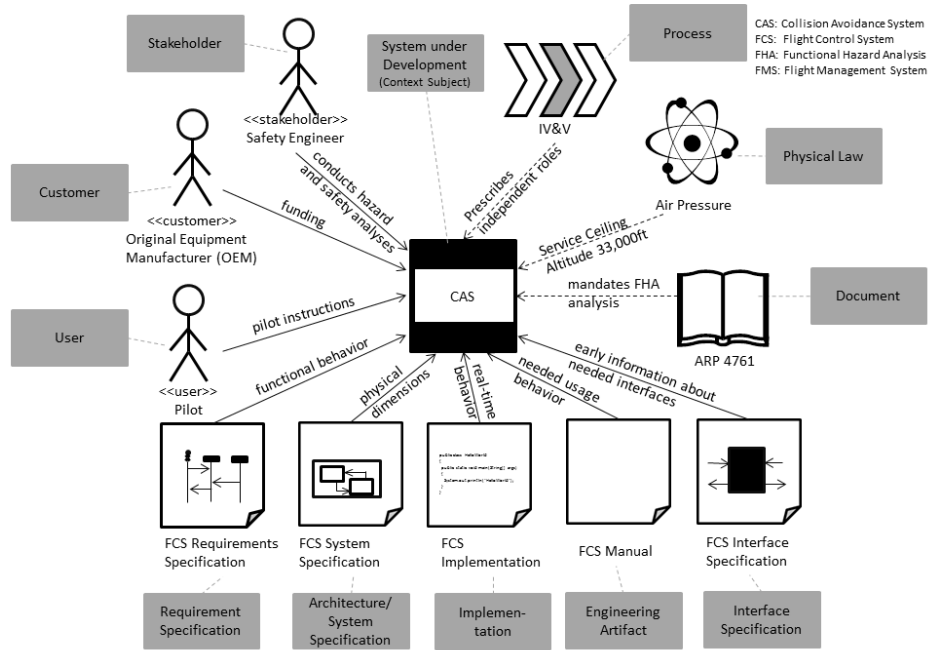 Stakeholder
System under
Development
(Context Subject)
Process
CAS: Collision Avoidance System
FCS: Flight Control System
FHA: Functional Hazard Analysis
FMS: Flight Management System
<<stakeholder>>
Safety Engineer
IV&V
Physical Law
Customer
<<customer>>
Original Equipment
Manufacturer (OEM)
conducts hazard
and safety analyses
Prescribes
independent roles
Air Pressure
funding
Service Ceiling
Altitude 33,000ft
CAS
mandates FHA
analysis
Document
ARP 4761
User
pilot instructions
<<user>>
Pilot
functional behavior
physical
dimensions
real-time
behavior
needed usage
behavior
early information about
needed interfaces
FCS Requirements
Specification
FCS System
Specification
FCS
Implementation
FCS Manual
FCS Interface
Specification
Requirement
Specification
Architecture/
System
Specification
Implemen-
tation
Engineering
Artifact
Interface
Specification